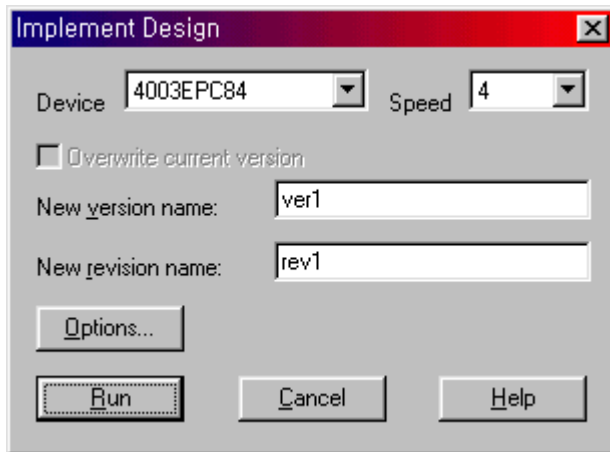 Implement Design
Device 4003EPC84 Speed 4
Overwrite current version
New version name: ver1
New revision name: rev1
Options...
Run Cancel Help